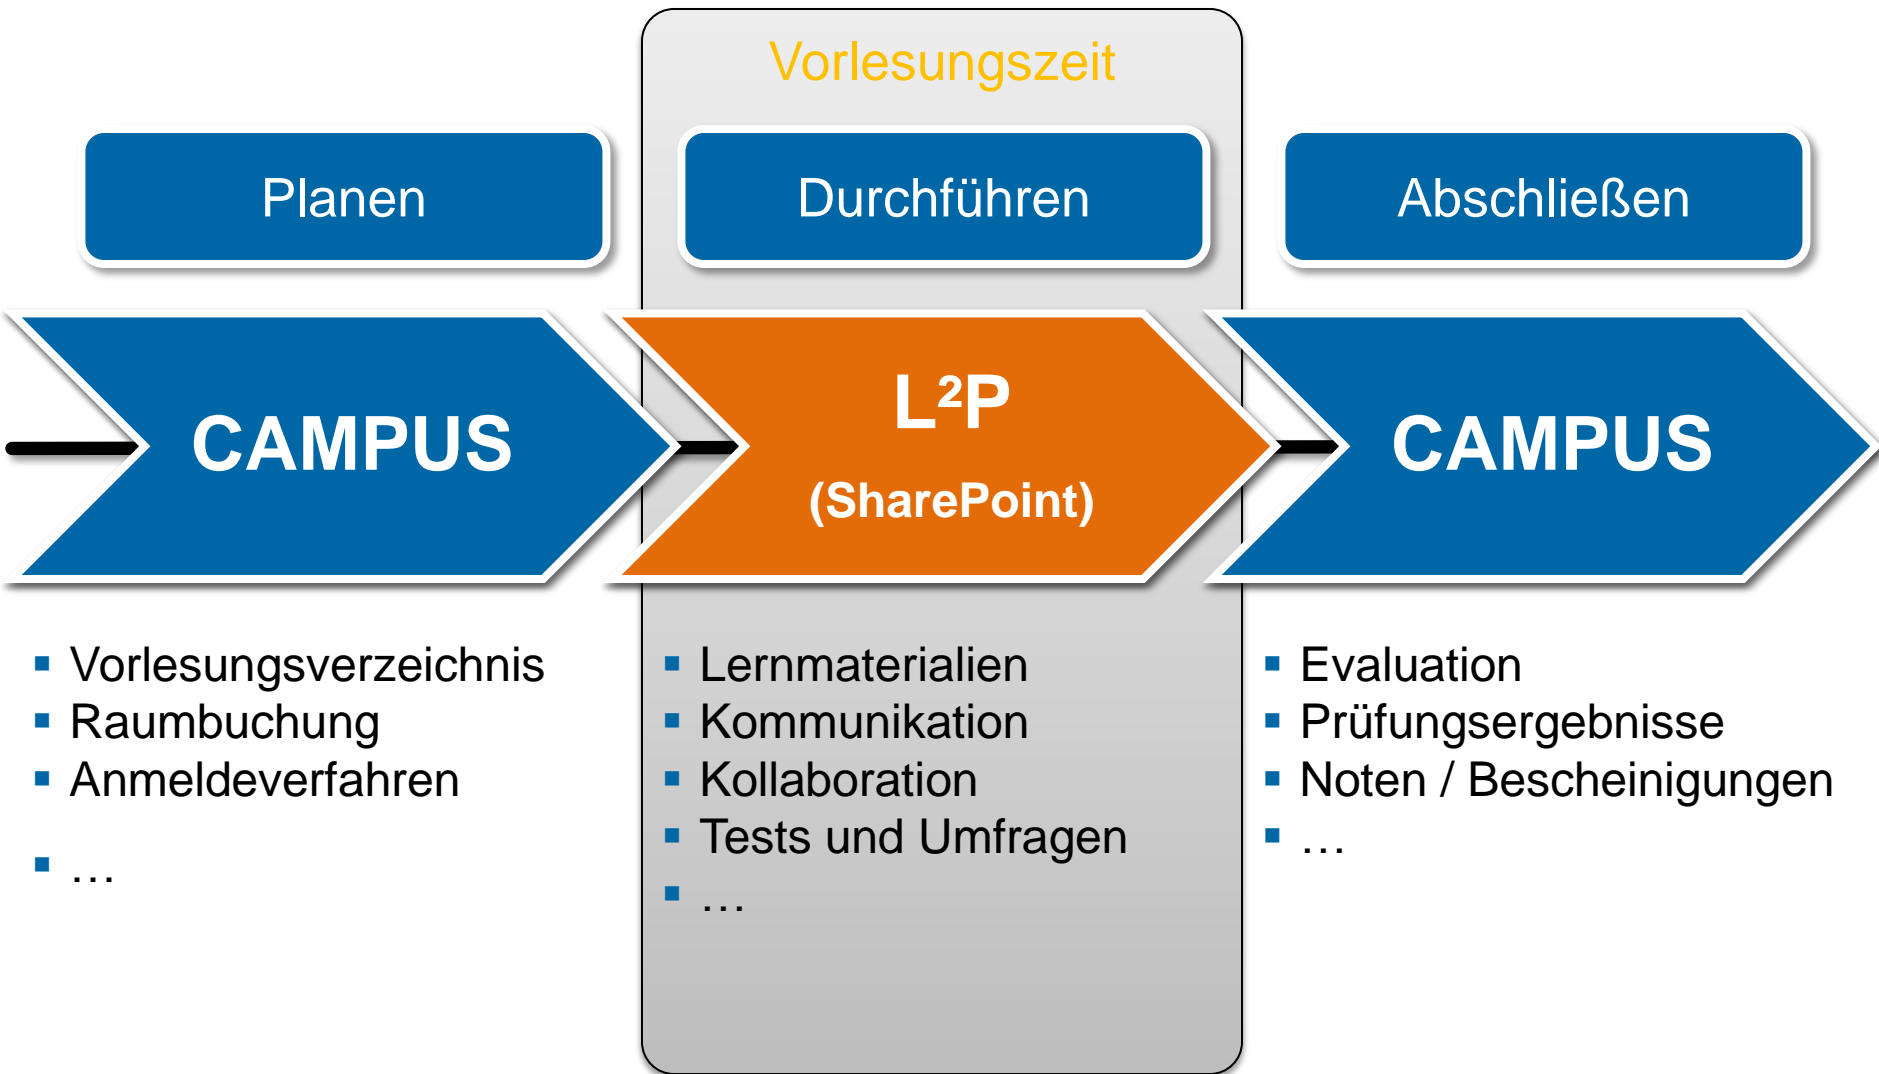 Vorlesungszeit
Planen
Durchführen
Abschließen
CAMPUS
L²P
(SharePoint)
CAMPUS
▪ Vorlesungsverzeichnis
▪ Raumbuchung
▪ Anmeldeverfahren
▪ …
▪ Lernmaterialien
▪ Kommunikation
▪ Kollaboration
▪ Tests und Umfragen
▪ …
▪ Evaluation
▪ Prüfungsergebnisse
▪ Noten / Bescheinigungen
▪ …